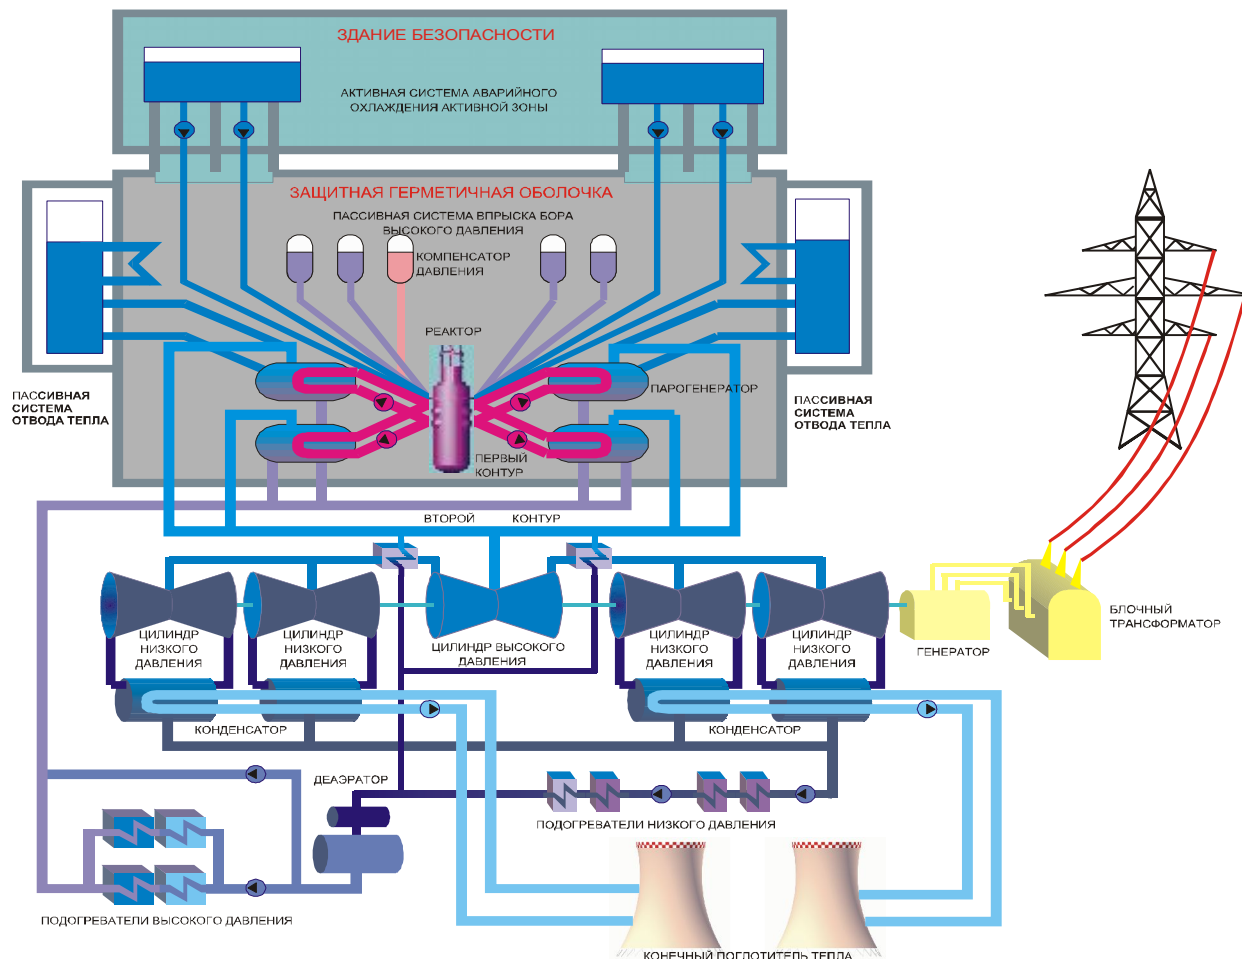 ЗДАНИЕ БЕЗОПАСНОСТИ
АКТИВНАЯ СИСТЕМА АВАРИЙНОГО
ОХЛАЖДЕНИЯ АКТИВНОЙ ЗОНЫ
ЗАЩИТНАЯ ГЕРМЕТИЧНАЯ ОБОЛОЧКА
ПАССИВНАЯ СИСТЕМА ВПРЫСКА БОРА
ВЫСОКОГО ДАВЛЕНИЯ
КОМПЕНСАТОР
ДАВЛЕНИЯ
РЕАКТОР
ПАРОГЕНЕРАТОР
ПАССИВНАЯ
СИСТЕМА
ОТВОДА ТЕПЛА
ПАССИВНАЯ
СИСТЕМА
ОТВОДА ТЕПЛА
ПЕРВЫЙ
КОНТУР
ВТОРОЙ КОНТУР
ЦИЛИНДР
НИЗКОГО
ДАВЛЕНИЯ
ЦИЛИНДР
НИЗКОГО
ДАВЛЕНИЯ
ЦИЛИНДР ВЫСОКОГО
ДАВЛЕНИЯ
ЦИЛИНДР
НИЗКОГО
ДАВЛЕНИЯ
ЦИЛИНДР
НИЗКОГО
ДАВЛЕНИЯ
ГЕНЕРАТОР
БЛОЧНЫЙ
ТРАНСФОРМАТОР
КОНДЕНСАТОР
КОНДЕНСАТОР
ДЕАЭРАТОР
ПОДОГРЕВАТЕЛИ НИЗКОГО ДАВЛЕНИЯ
ПОДОГРЕВАТЕЛИ ВЫСОКОГО ДАВЛЕНИЯ
КОНЕЧНЫЙ ПОГЛОТИТЕЛЬ ТЕПЛА